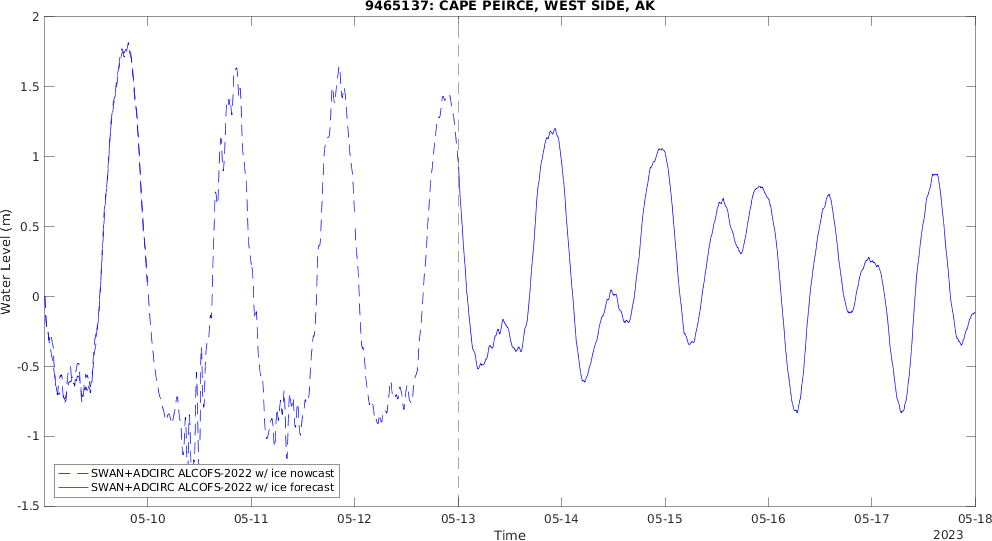 9465137: CAPE PEIRCE, WEST SIDE, AK
2
1.5
1
0.5
0
-0.5
-1
-1.5
Water Level (m)
SWAN+ADCIRC ALCOFS-2022 w/ ice nowcast
SWAN+ADCIRC ALCOFS-2022 w/ ice forecast
05-10 05-11 05-12 05-13 05-14 05-15 05-16 05-17 05-18
Time
2023